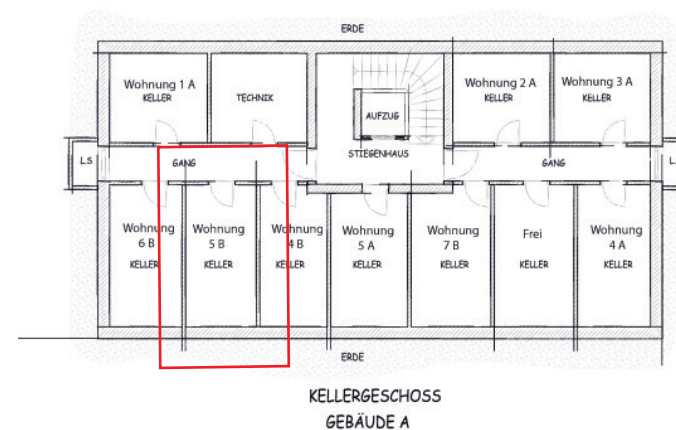 ERDE
Wohnung 1 A
KELLER
TECHNIK
AUFZUG
Wohnung 2 A
KELLER
Wohnung 3 A
KELLER
LS
GANG
STIEGENHAUS
GANG
L
Wohnung
6 B
KELLER
Wohnung
5 B
KELLER
Wohnung
4 B
KELLER
Wohnung
5 A
KELLER
Wohnung
7 B
KELLER
Frei
KELLER
Wohnung
4 A
KELLER
ERDE
KELLERGESCHOSS
GEBÄUDE A